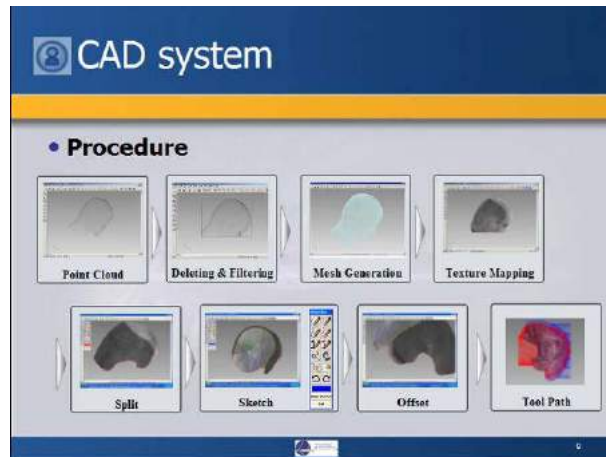 CAD system
• Procedure
Point Cloud
Deleting & Filtering
Mesh Generation
Texture Mapping
Split
Sketch
Offset
Tool Path